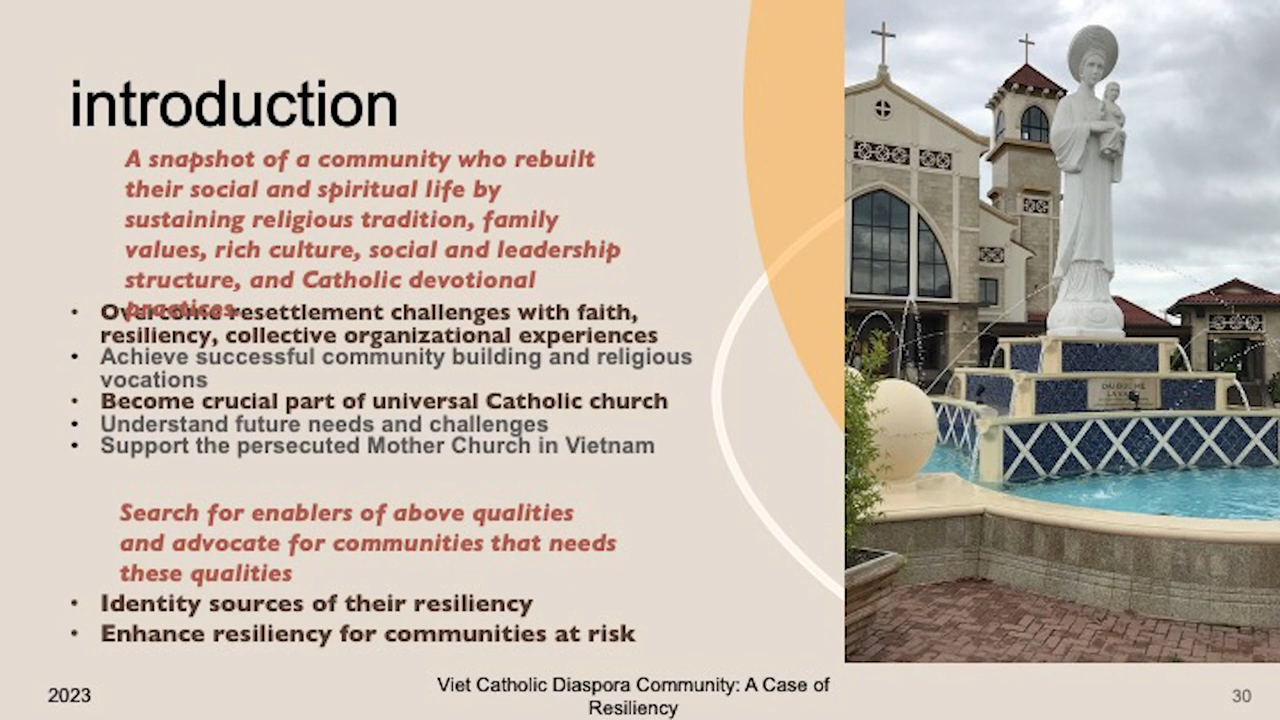 introduction
A snapshot of a community who rebuilt
their social and spiritual life by
sustaining religious tradition, family
values, rich culture, social and leadership
structure, and Catholic devotional
practices.
• Overcome resettlement challenges with faith,
resiliency, collective organizational experiences
• Achieve successful community building and religious
vocations
• Become crucial part of universal Catholic church
• Understand future needs and challenges
• Support the persecuted Mother Church in Vietnam
Search for enablers of above qualities
and advocate for communities that needs
these qualities
• Identity sources of their resiliency
• Enhance resiliency for communities at risk
2023
Viet Catholic Diaspora Community: A Case of
Resiliency
30